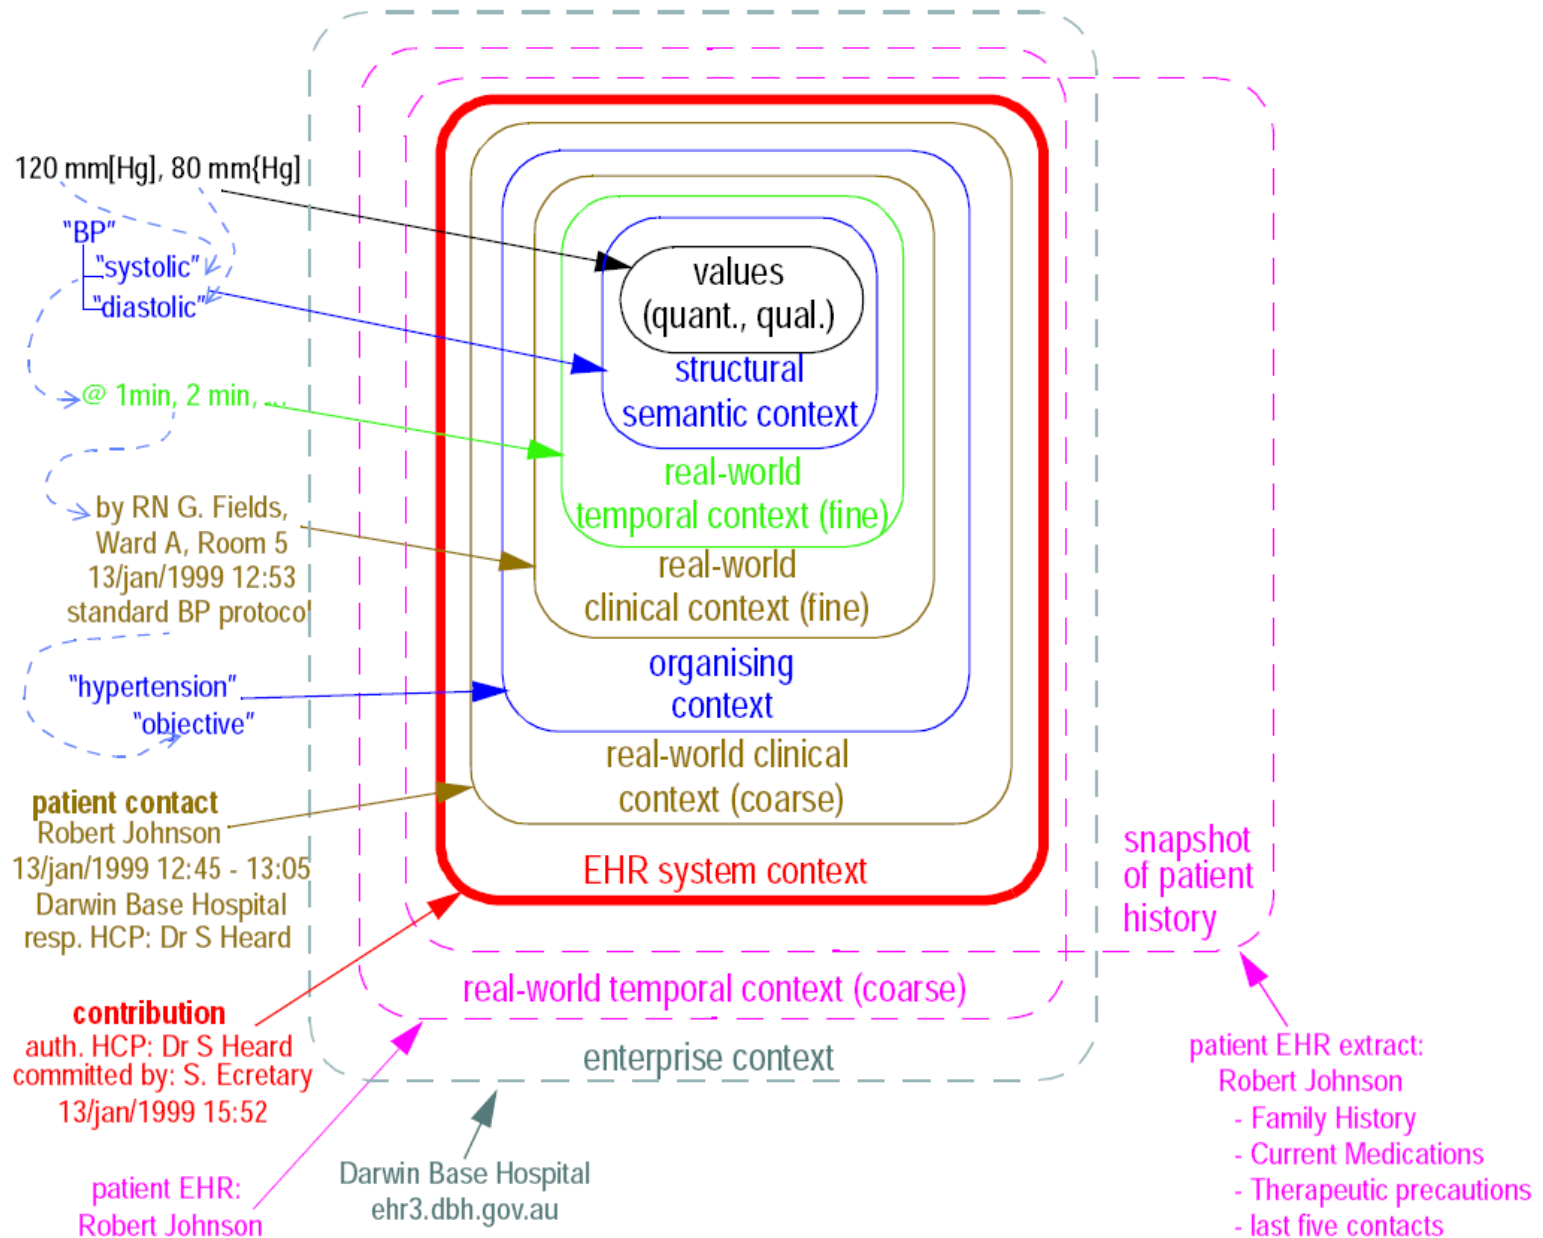 120 mm[Hg], 80 mm{Hg]
“BP”
“systolic”
“diastolic”
@ 1min, 2 min, ...
by RN G. Fields,
Ward A, Room 5
13/jan/1999 12:53
standard BP protocol
“hypertension”
“objective”
patient contact
Robert Johnson
13/jan/1999 12:45 - 13:05
Darwin Base Hospital
resp. HCP: Dr S Heard
contribution
auth. HCP: Dr S Heard
committed by: S. Ecretary
13/jan/1999 15:52
patient EHR:
Robert Johnson
values
(quant., qual.)
structural
semantic context
real-world
temporal context (fine)
real-world
clinical context (fine)
organising
context
real-world clinical
context (coarse)
EHR system context
real-world temporal context (coarse)
enterprise context
Darwin Base Hospital
ehr3.dbh.gov.au
snapshot
of patient
history
patient EHR extract:
Robert Johnson
- Family History
- Current Medications
- Therapeutic precautions
- last five contacts